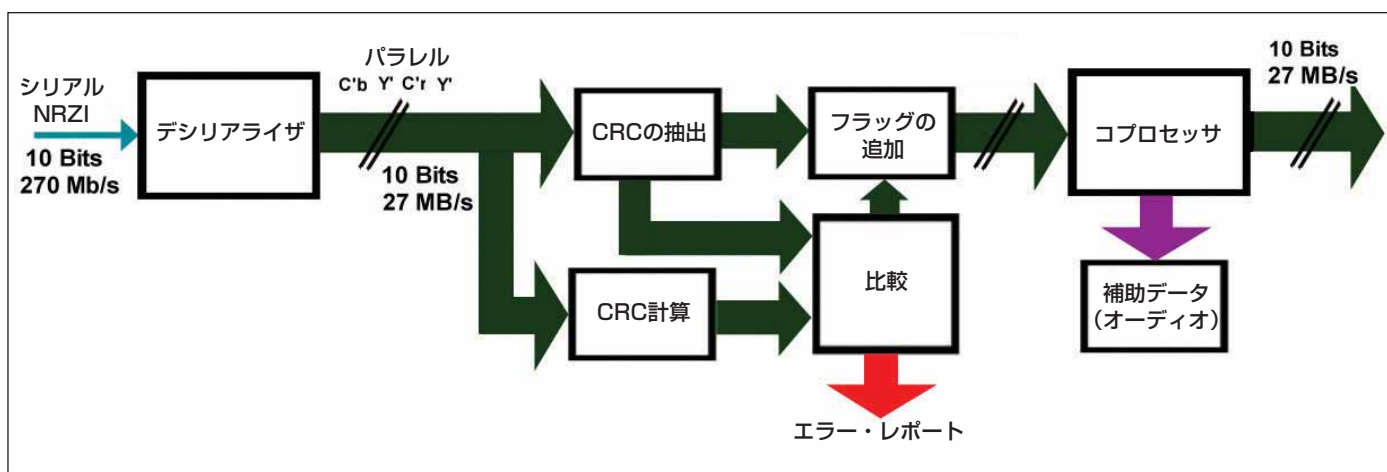 シリアル
NRZI
10 Bits
270 Mb/s
デシリアライザ
パラレル
C'b Y' C'r Y'
10 Bits
27 MB/s
CRCの抽出
CRC計算
フラッグの
追加
比較
エラー・レポート
コプロセッサ
補助データ
(オーディオ)
10 Bits
27 MB/s